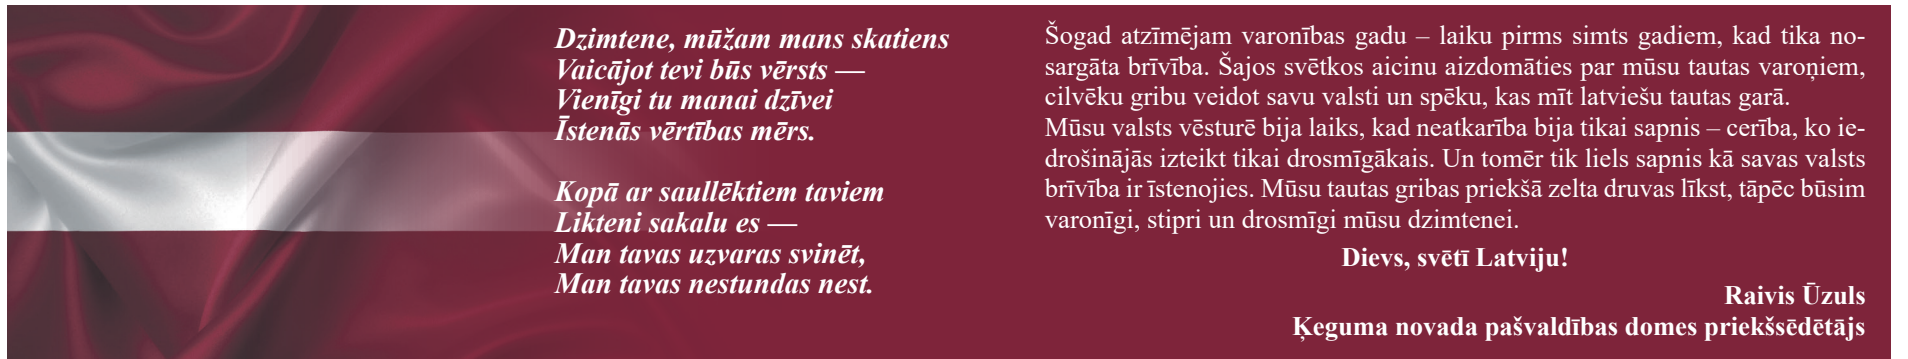 Dzimtene, mūžam mans skatiens
Vaicājot tevi būs vērsts —
Vienīgi tu manai dzīvei
Īstenās vērtības mērs.
Kopā ar saullēktiem taviem
Likteni sakalu es —
Man tavas uzvaras svinēt,
Man tavas nestundas nest.
Šogad atzīmējam varonības gadu – laiku pirms simts gadiem, kad tika no-
sargāta brīvība. Šajos svētkos aicinu aizdomāties par mūsu tautas varoņiem,
cilvēku gribu veidot savu valsti un spēku, kas mīt latviešu tautas garā.
Mūsu valsts vēsturē bija laiks, kad neatkarība bija tikai sapnis – cerība, ko ie-
drošinājās izteikt tikai drosmīgākais. Un tomēr tik liels sapnis kā savas valsts
brīvība ir īstenojies. Mūsu tautas gribas priekšā zelta druvas līkst, tāpēc būsim
varonīgi, stipri un drosmīgi mūsu dzimtenei.
Dievs, svētī Latviju!
Raivis Ūzuls
Ķeguma novada pašvaldības domes priekšsēdētājs